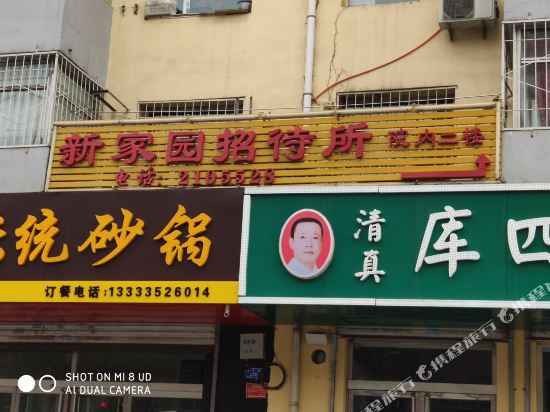 新家园招待所 院内二楼
电话: 2105528
统砂锅
订餐电话:13333526014
清真
库四
SHOT ON MI 8 UD
AI DUAL CAMERA
携程旅行